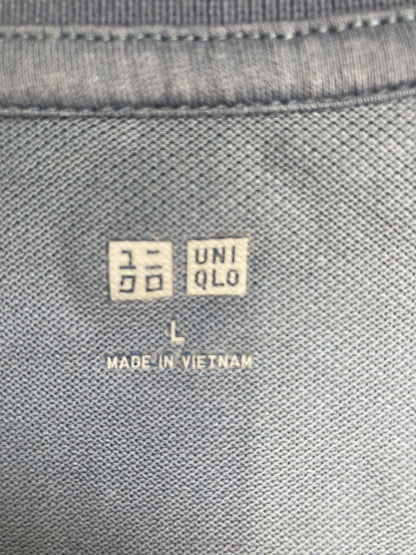 ユニ UNI
クロ QLO
L
MADE IN VIETNAM